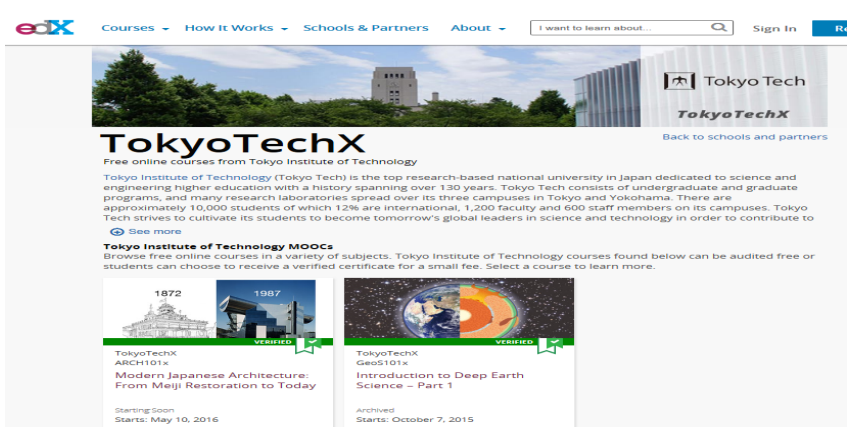 edX Courses How It Works Schools & Partners About I want to learn about... Sign In
Tokyo Tech
TokyoTechX
TokyoTechX
Back to schools and partners
Free online courses from Tokyo Institute of Technology
Tokyo Institute of Technology (Tokyo Tech) is the top research-based national university in Japan dedicated to science and
engineering higher education with a history spanning over 130 years. Tokyo Tech consists of undergraduate and graduate
programs, and many research laboratories spread over its three campuses in Tokyo and Yokohama. There are
approximately 10,000 students of which 12% are international, 1,200 faculty and 600 staff members on its campuses. Tokyo
Tech strives to cultivate its students to become tomorrow's global leaders in science and technology in order to contribute to
See more
Tokyo Institute of Technology MOOCs
Browse free online courses in a variety of subjects. Tokyo Institute of Technology courses found below can be audited free or
students can choose to receive a verified certificate for a small fee. Select a course to learn more.
1872 1987
VERIFIED
TokyoTechX
ARCH101x
Modern Japanese Architecture:
From Meiji Restoration to Today
Starting Soon
Starts: May 10, 2016
VERIFIED
TokyoTechX
GeoS101x
Introduction to Deep Earth
Science – Part 1
Archived
Starts: October 7, 2015